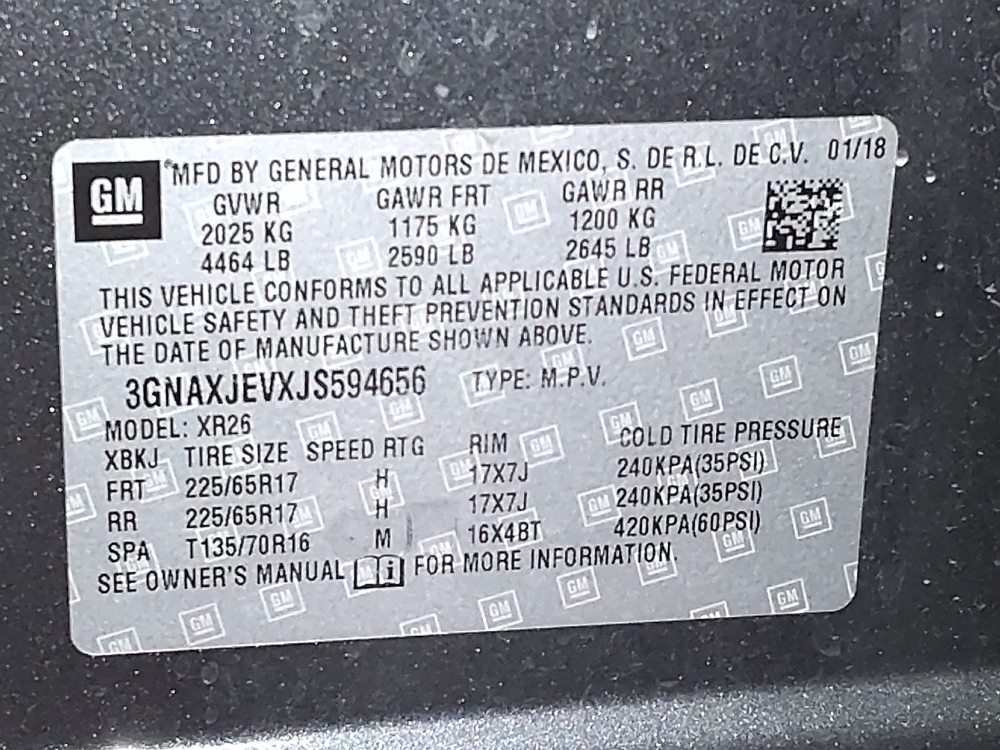 GM MFD BY GENERAL MOTORS DE MEXICO, S. DE R.L. DE C.V. 01/18
GVWR GAWR FRT GAWR RR
2025 KG 1175 KG 1200 KG
4464 LB 2590 LB 2645 LB
THIS VEHICLE CONFORMS TO ALL APPLICABLE U.S. FEDERAL MOTOR
VEHICLE SAFETY AND THEFT PREVENTION STANDARDS IN EFFECT ON
THE DATE OF MANUFACTURE SHOWN ABOVE.
3GNAXJEVXJS594656 TYPE: M.P.V.
MODEL: XR26
XBKJ TIRE SIZE SPEED RTG RIM COLD TIRE PRESSURE
FRT 225/65R17 H 17X7J 240KPA(35PSI)
RR 225/65R17 H 17X7J 240KPA(35PSI)
SPA T135/70R16 M 16X4BT 420KPA(60PSI)
SEE OWNER'S MANUAL i FOR MORE INFORMATION.